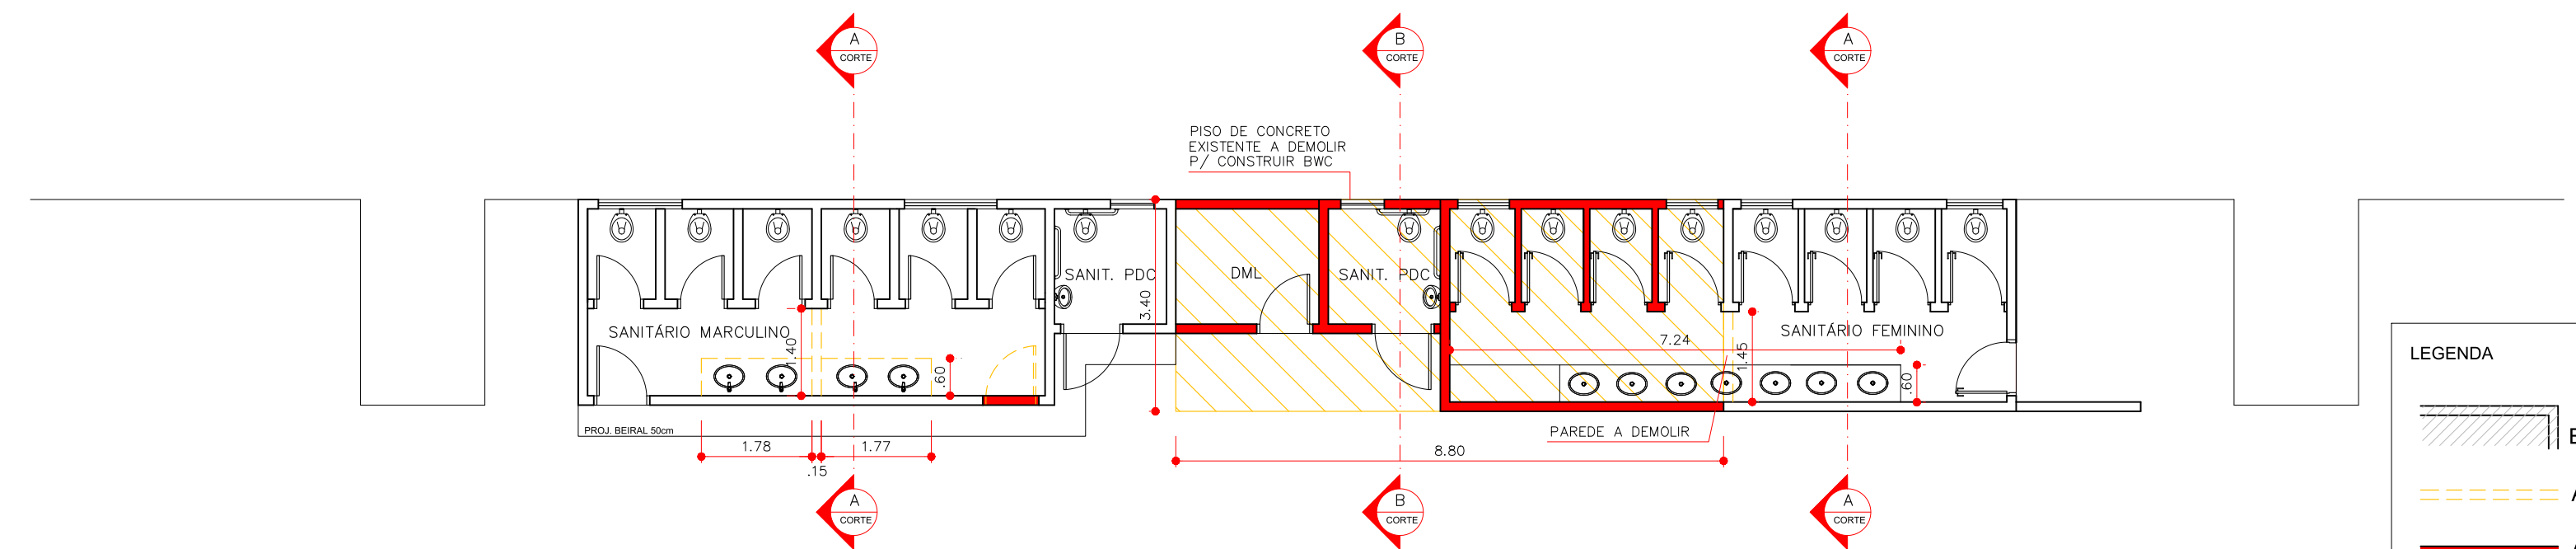 A
CORTE
B
CORTE
A
CORTE
PISO DE CONCRETO
EXISTENTE A DEMOLIR
P/ CONSTRUIR BWC
SANIT. PDC
DML
SANIT. PDC
3.40
SANITÁRIO MARCULINO
SANITÁRIO FEMININO
7.24
1.40
1.45
.60
.60
LEGENDA
PROJ. BEIRAL 50cm
PAREDE A DEMOLIR
1.78
.15
1.77
8.80
A
CORTE
B
CORTE
A
CORTE